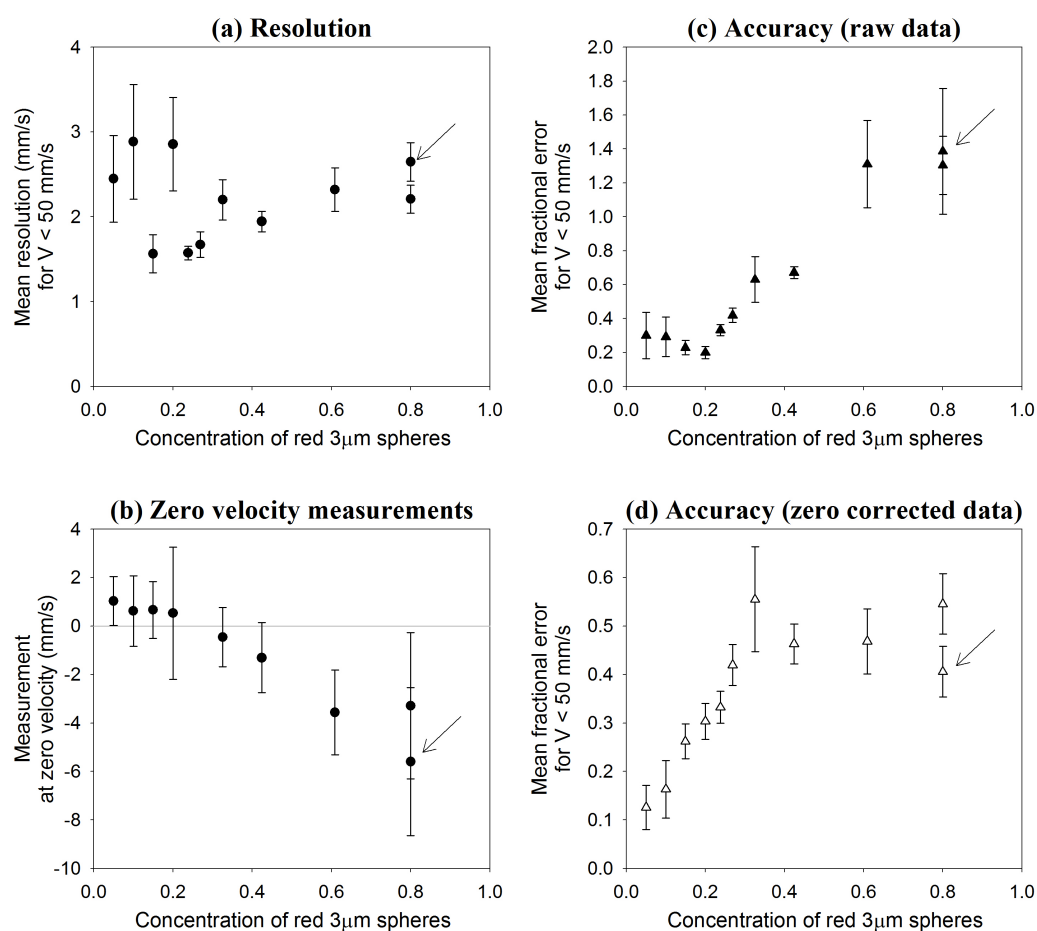 (a) Resolution
4
3
2
1
0
Mean resolution (mm/s)
for V < 50 mm/s
0.0 0.2 0.4 0.6 0.8 1.0
Concentration of red 3μm spheres
(c) Accuracy (raw data)
2.0
1.8
1.6
1.4
1.2
1.0
0.8
0.6
0.4
0.2
0.0
Mean fractional error
for V < 50 mm/s
0.0 0.2 0.4 0.6 0.8 1.0
Concentration of red 3μm spheres
(b) Zero velocity measurements
4
2
0
-2
-4
-6
-8
-10
Measurement
at zero velocity (mm/s)
0.0 0.2 0.4 0.6 0.8 1.0
Concentration of red 3μm spheres
(d) Accuracy (zero corrected data)
0.7
0.6
0.5
0.4
0.3
0.2
0.1
0.0
Mean fractional error
for V < 50 mm/s
0.0 0.2 0.4 0.6 0.8 1.0
Concentration of red 3μm spheres